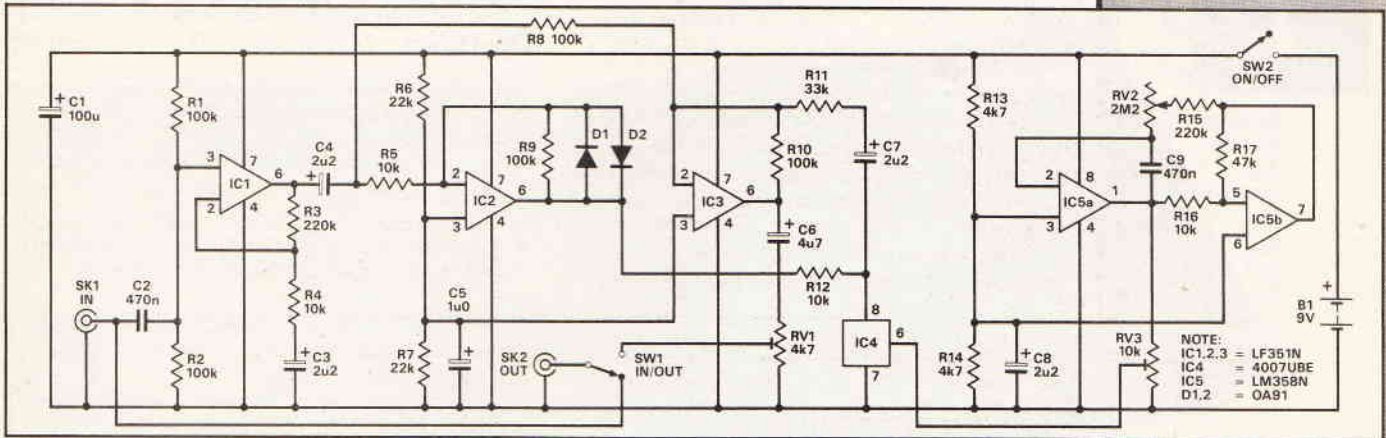 R8 100k
C1
100u
R1
100k
3
7
IC1
6
2
4
C4
2u2
R3
220k
R4
10k
C3
2u2
SK1
IN
C2
470n
R2
100k
R5
10k
R6
22k
R7
22k
2
7
IC2
6
3
4
R9
100k
D1
D2
C5
1u0
SK2
OUT
SW1
IN/OUT
R11
33k
R10
100k
C7
2u2
2
7
IC3
6
3
4
C6
4u7
R12
10k
RV1
4k7
8
IC4
6
7
R13
4k7
R14
4k7
C8
2u2
2
8
IC5a
1
3
4
RV2
2M2
R15
220k
C9
470n
R17
47k
R16
10k
5
IC5b
7
6
RV3
10k
SW2
ON/OFF
B1
9V
NOTE:
IC1,2,3 = LF351N
IC4 = 4007UBE
IC5 = LM358N
D1,2 = OA91